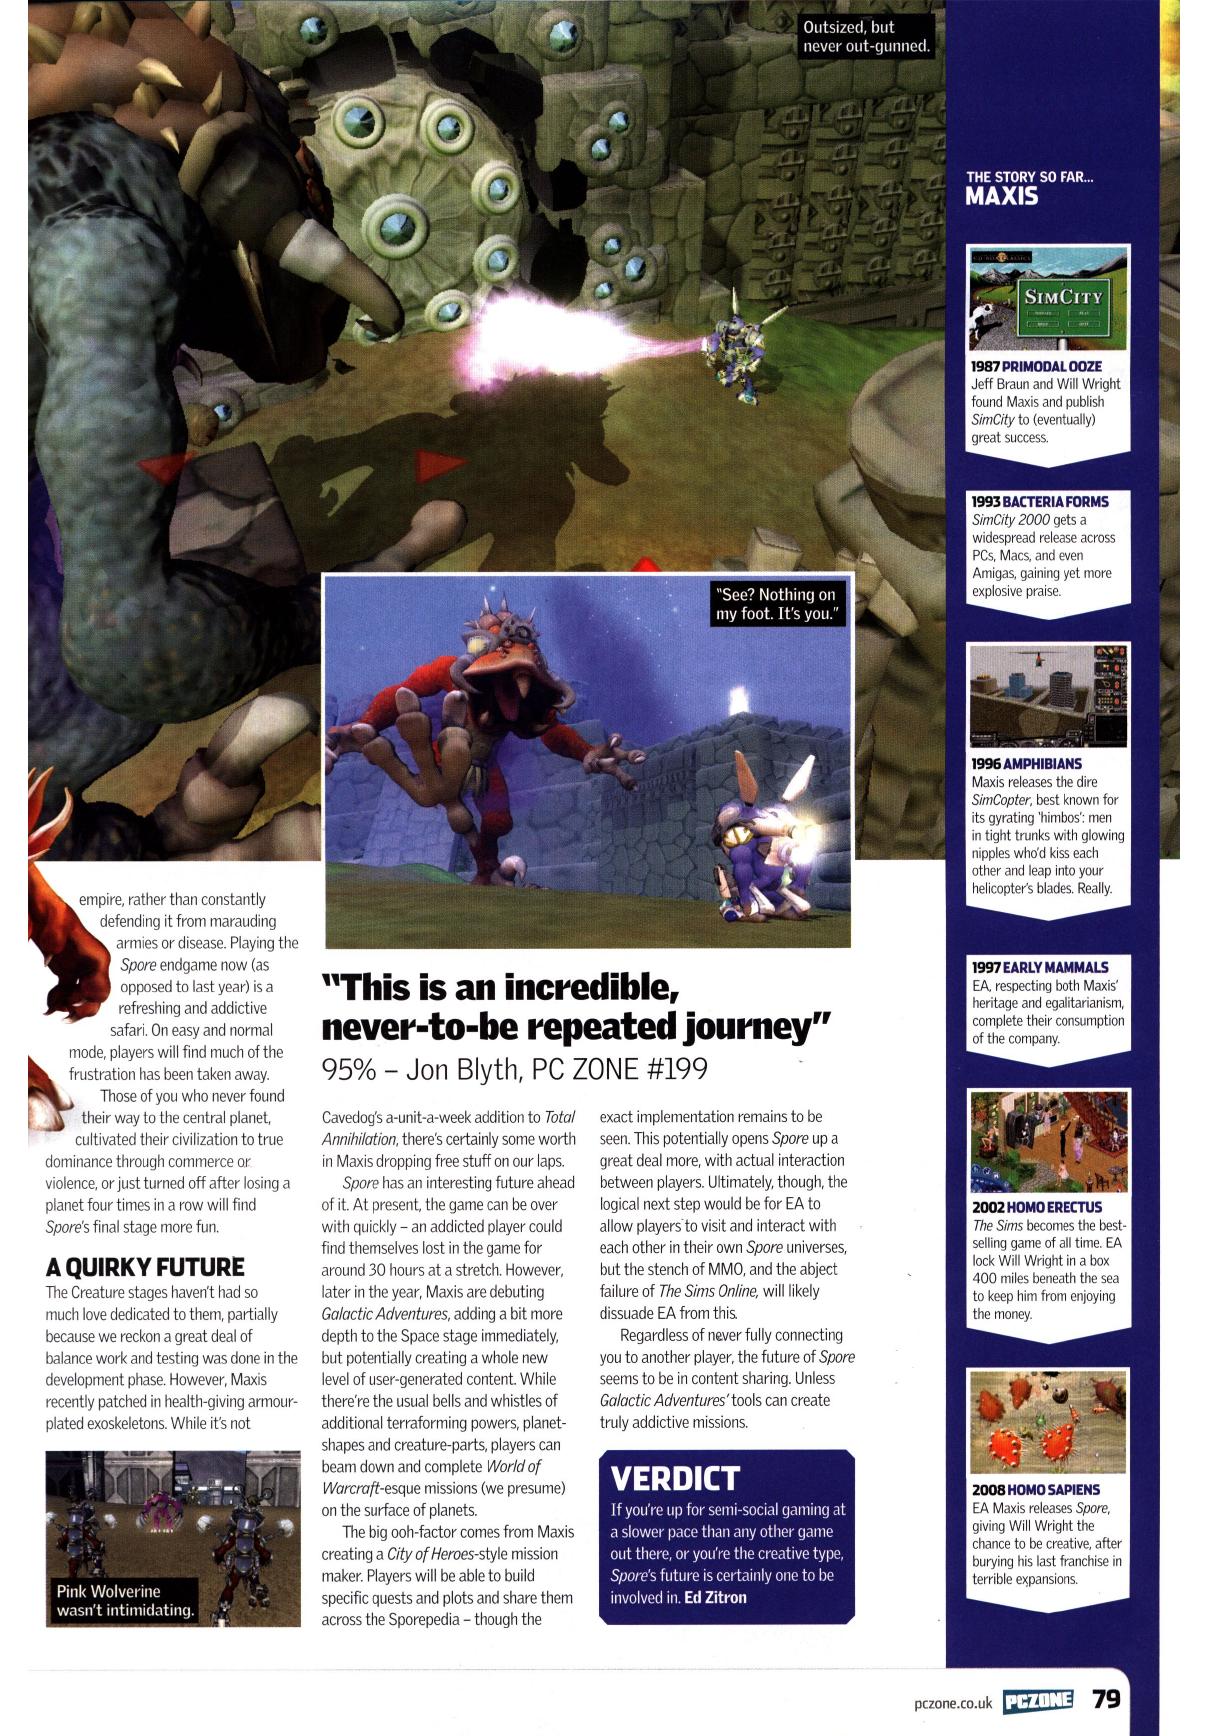 Outsized, but
never out-gunned.
"See? Nothing on
my foot. It's you."
empire, rather than constantly
defending it from marauding
armies or disease. Playing the
Spore endgame now (as
opposed to last year) is a
refreshing and addictive
safari. On easy and normal
mode, players will find much of the
frustration has been taken away.
Those of you who never found
their way to the central planet,
cultivated their civilization to true
dominance through commerce or
violence, or just turned off after losing a
planet four times in a row will find
Spore's final stage more fun.
A QUIRKY FUTURE
The Creature stages haven't had so
much love dedicated to them, partially
because we reckon a great deal of
balance work and testing was done in the
development phase. However, Maxis
recently patched in health-giving armour-
plated exoskeletons. While it's not
Pink Wolverine
wasn't intimidating.
"This is an incredible,
never-to-be repeated journey"
95% – Jon Blyth, PC ZONE #199
Cavedog's a-unit-a-week addition to Total
Annihilation, there's certainly some worth
in Maxis dropping free stuff on our laps.
Spore has an interesting future ahead
of it. At present, the game can be over
with quickly – an addicted player could
find themselves lost in the game for
around 30 hours at a stretch. However,
later in the year, Maxis are debuting
Galactic Adventures, adding a bit more
depth to the Space stage immediately,
but potentially creating a whole new
level of user-generated content. While
there're the usual bells and whistles of
additional terraforming powers, planet-
shapes and creature-parts, players can
beam down and complete World of
Warcraft-esque missions (we presume)
on the surface of planets.
The big ooh-factor comes from Maxis
creating a City of Heroes-style mission
maker. Players will be able to build
specific quests and plots and share them
across the Sporepedia – though the
exact implementation remains to be
seen. This potentially opens Spore up a
great deal more, with actual interaction
between players. Ultimately, though, the
logical next step would be for EA to
allow players to visit and interact with
each other in their own Spore universes,
but the stench of MMO, and the abject
failure of The Sims Online, will likely
dissuade EA from this.
Regardless of never fully connecting
you to another player, the future of Spore
seems to be in content sharing. Unless
Galactic Adventures' tools can create
truly addictive missions.
VERDICT
If you're up for semi-social gaming at
a slower pace than any other game
out there, or you're the creative type,
Spore's future is certainly one to be
involved in. Ed Zitron
THE STORY SO FAR...
MAXIS
SIMCITY
1987 PRIMODAL OOZE
Jeff Braun and Will Wright
found Maxis and publish
SimCity to (eventually)
great success.
1993 BACTERIA FORMS
SimCity 2000 gets a
widespread release across
PCs, Macs, and even
Amigas, gaining yet more
explosive praise.
1996 AMPHIBIANS
Maxis releases the dire
SimCopter, best known for
its gyrating 'himbos': men
in tight trunks with glowing
nipples who'd kiss each
other and leap into your
helicopter's blades. Really.
1997 EARLY MAMMALS
EA, respecting both Maxis'
heritage and egalitarianism,
complete their consumption
of the company.
2002 HOMO ERECTUS
The Sims becomes the best-
selling game of all time. EA
lock Will Wright in a box
400 miles beneath the sea
to keep him from enjoying
the money.
2008 HOMO SAPIENS
EA Maxis releases Spore,
giving Will Wright the
chance to be creative, after
burying his last franchise in
terrible expansions.
pczone.co.uk PCZONE 79